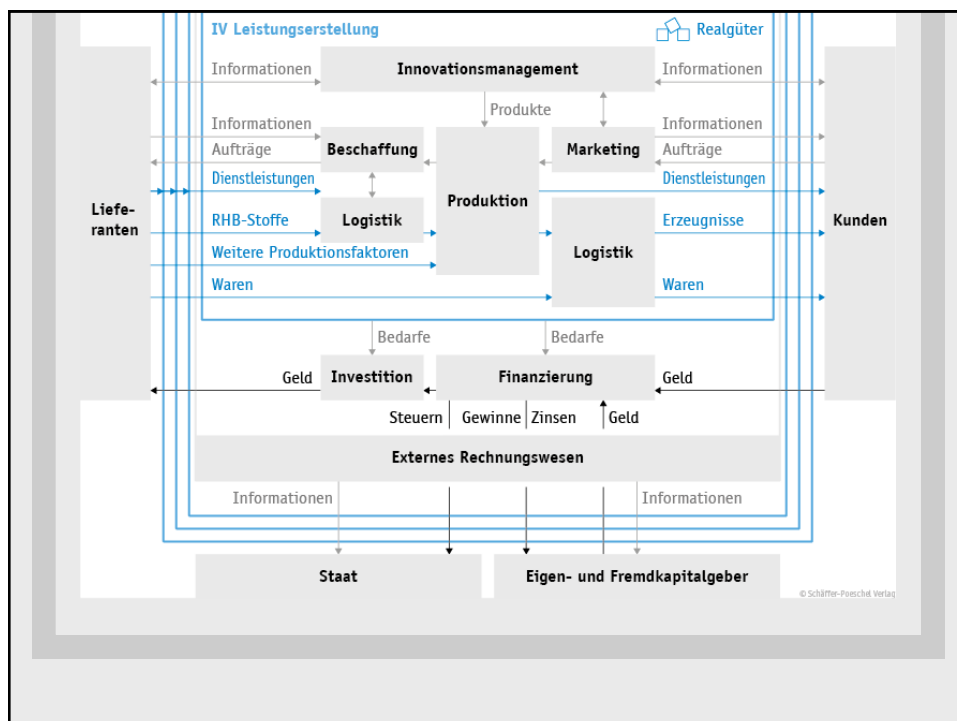 IV Leistungserstellung
Realgüter
Informationen
Innovationsmanagement
Informationen
Produkte
Informationen
Informationen
Aufträge
Beschaffung
Marketing
Aufträge
Dienstleistungen
Dienstleistungen
Produktion
Liefe-
ranten
RHB-Stoffe
Logistik
Erzeugnisse
Kunden
Weitere Produktionsfaktoren
Logistik
Waren
Waren
Bedarfe
Bedarfe
Geld
Investition
Finanzierung
Geld
Steuern
Gewinne
Zinsen
Geld
Externes Rechnungswesen
Informationen
Informationen
Staat
Eigen- und Fremdkapitalgeber
© Schäffer-Poeschel Verlag